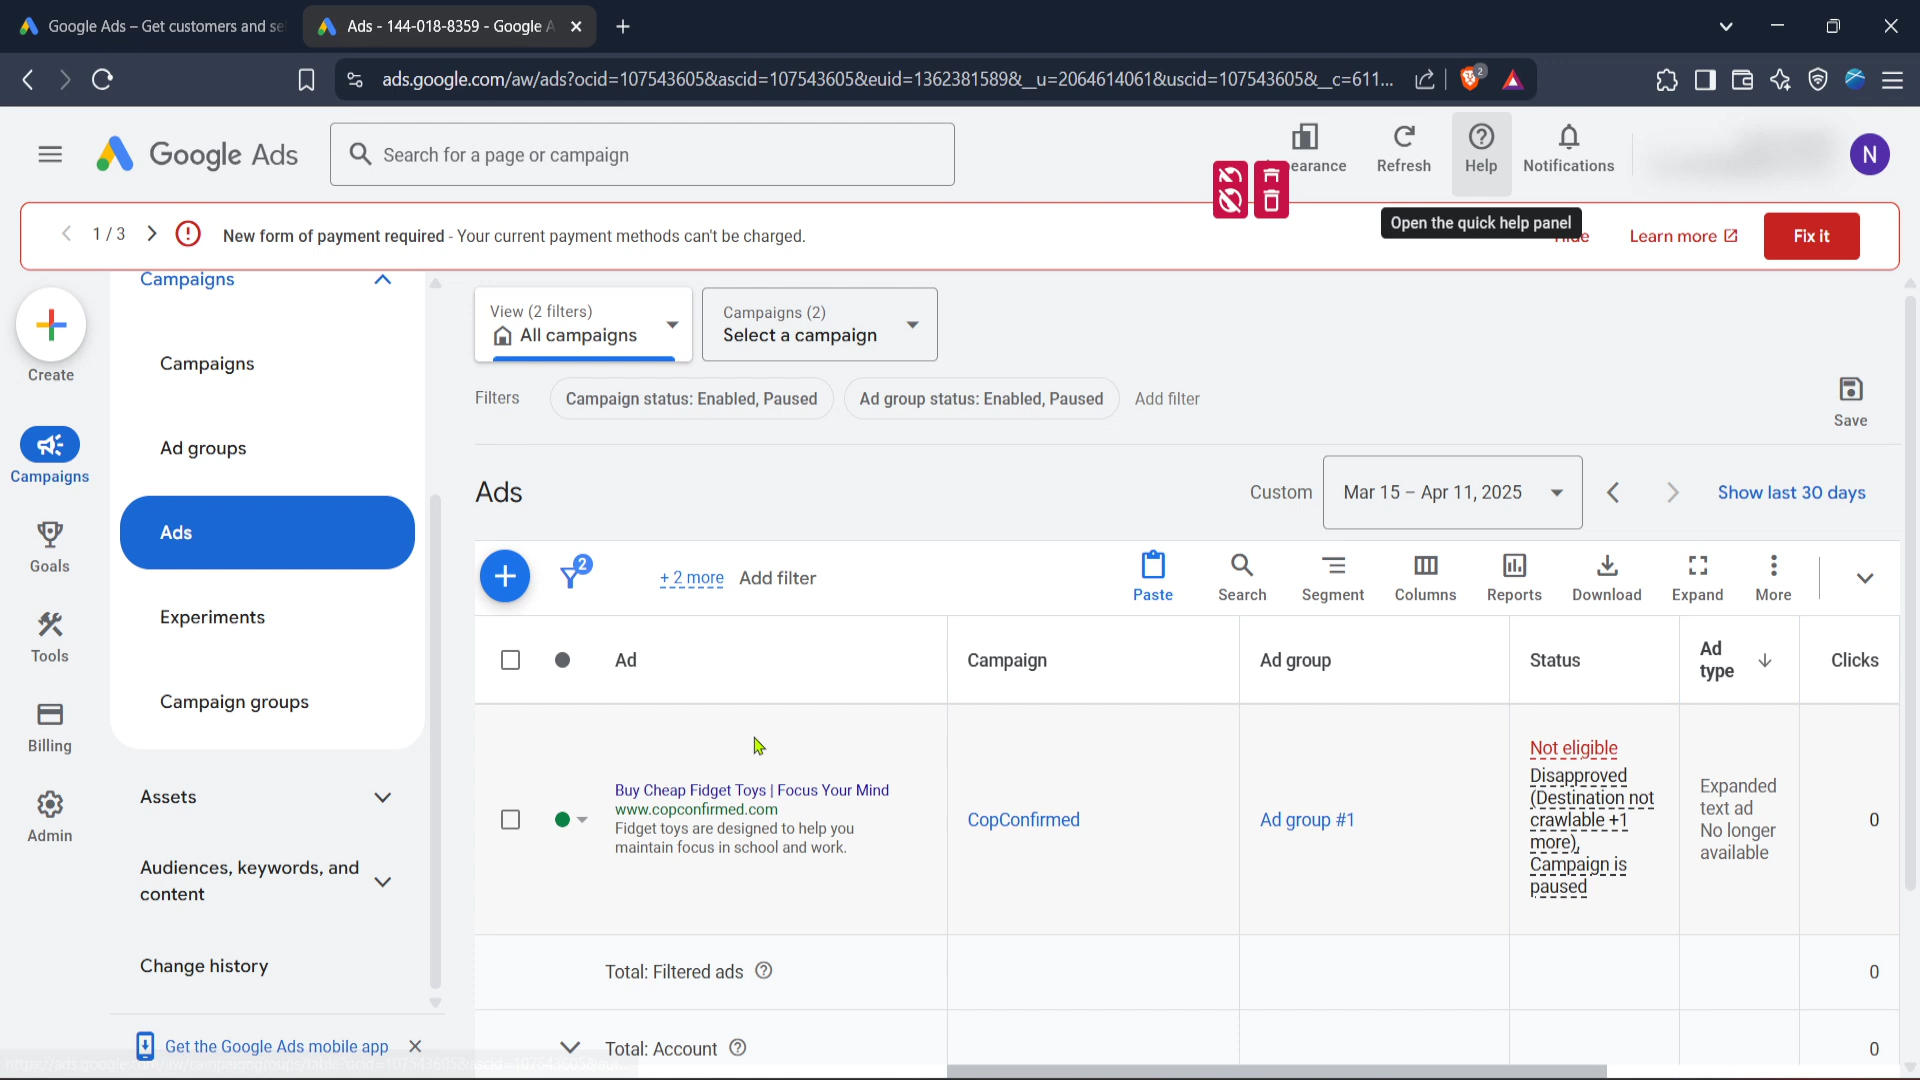 Google Ads – Get customers and se
Ads - 144-018-8359 - Google A
ads.google.com/aw/ads?ocid=107543605&ascid=107543605&euid=1362381589&__u=2064614061&uscid=107543605&__c=611...
2
Google Ads
Search for a page or campaign
pearance
Refresh
Help
Notifications
N
1 / 3
New form of payment required - Your current payment methods can't be charged.
Open the quick help panel
Hide
Learn more
Fix it
Create
Campaigns
Goals
Tools
Billing
Admin
Campaigns
Campaigns
Ad groups
Ads
Experiments
Campaign groups
Assets
Audiences, keywords, and
content
Change history
Get the Google Ads mobile app
View (2 filters)
All campaigns
Campaigns (2)
Select a campaign
Filters
Campaign status: Enabled, Paused
Ad group status: Enabled, Paused
Add filter
Save
Ads
Custom
Mar 15 – Apr 11, 2025
Show last 30 days
2
+ 2 more
Add filter
Paste
Search
Segment
Columns
Reports
Download
Expand
More
Ad
Campaign
Ad group
Status
Ad
type
Clicks
Buy Cheap Fidget Toys | Focus Your Mind
www.copconfirmed.com
Fidget toys are designed to help you
maintain focus in school and work.
CopConfirmed
Ad group #1
Not eligible
Disapproved
(Destination not
crawlable +1
more),
Campaign is
paused
Expanded
text ad
No longer
available
0
Total: Filtered ads
0
Total: Account
0